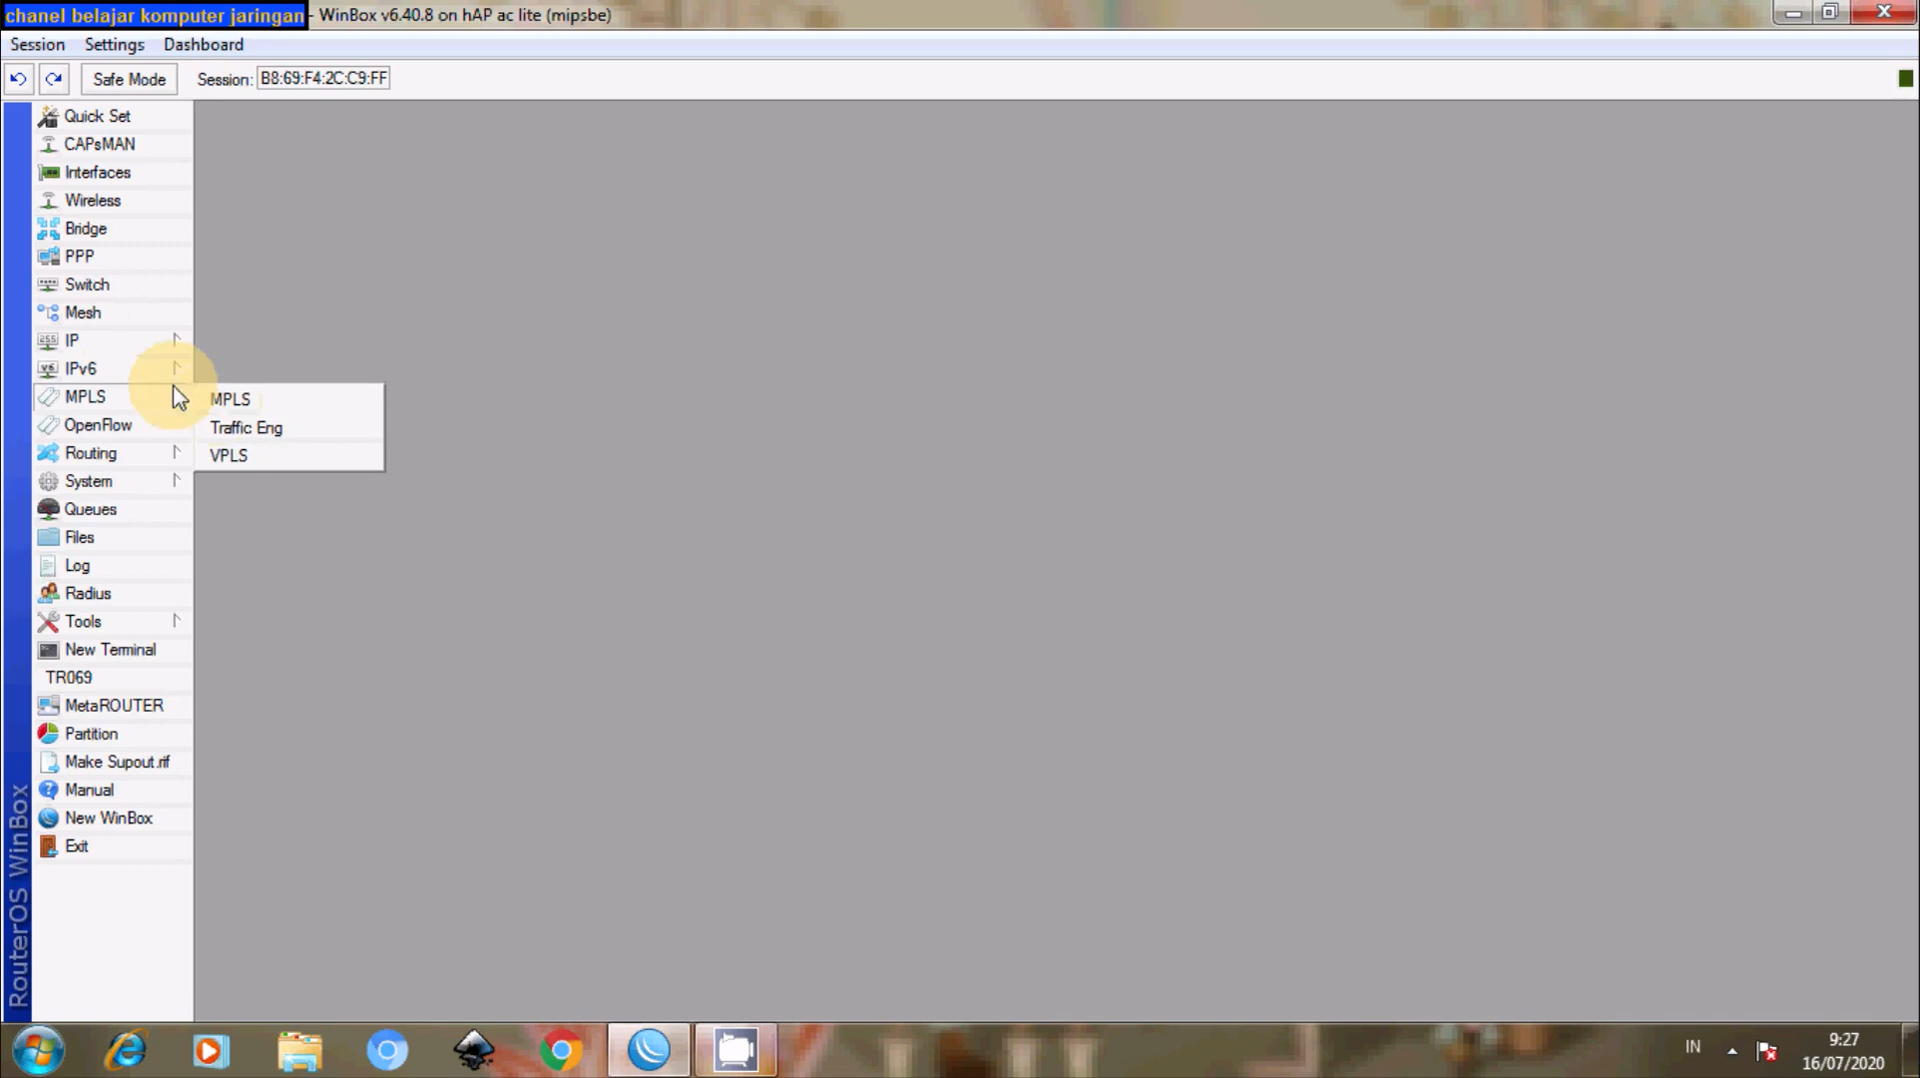 chanel belajar komputer jaringan - WinBox v6.40.8 on hAP ac lite (mipsbe)
Session Settings Dashboard
Safe Mode Session: B8:69:F4:2C:C9:FF
Quick Set
CAPsMAN
Interfaces
Wireless
Bridge
PPP
Switch
Mesh
255 IP
v6 IPv6
MPLS
OpenFlow
Routing
System
Queues
Files
Log
Radius
Tools
New Terminal
TR069
MetaROUTER
Partition
Make Supout.rif
Manual
New WinBox
Exit
MPLS
Traffic Eng
VPLS
RouterOS WinBox
IN
9:27
16/07/2020